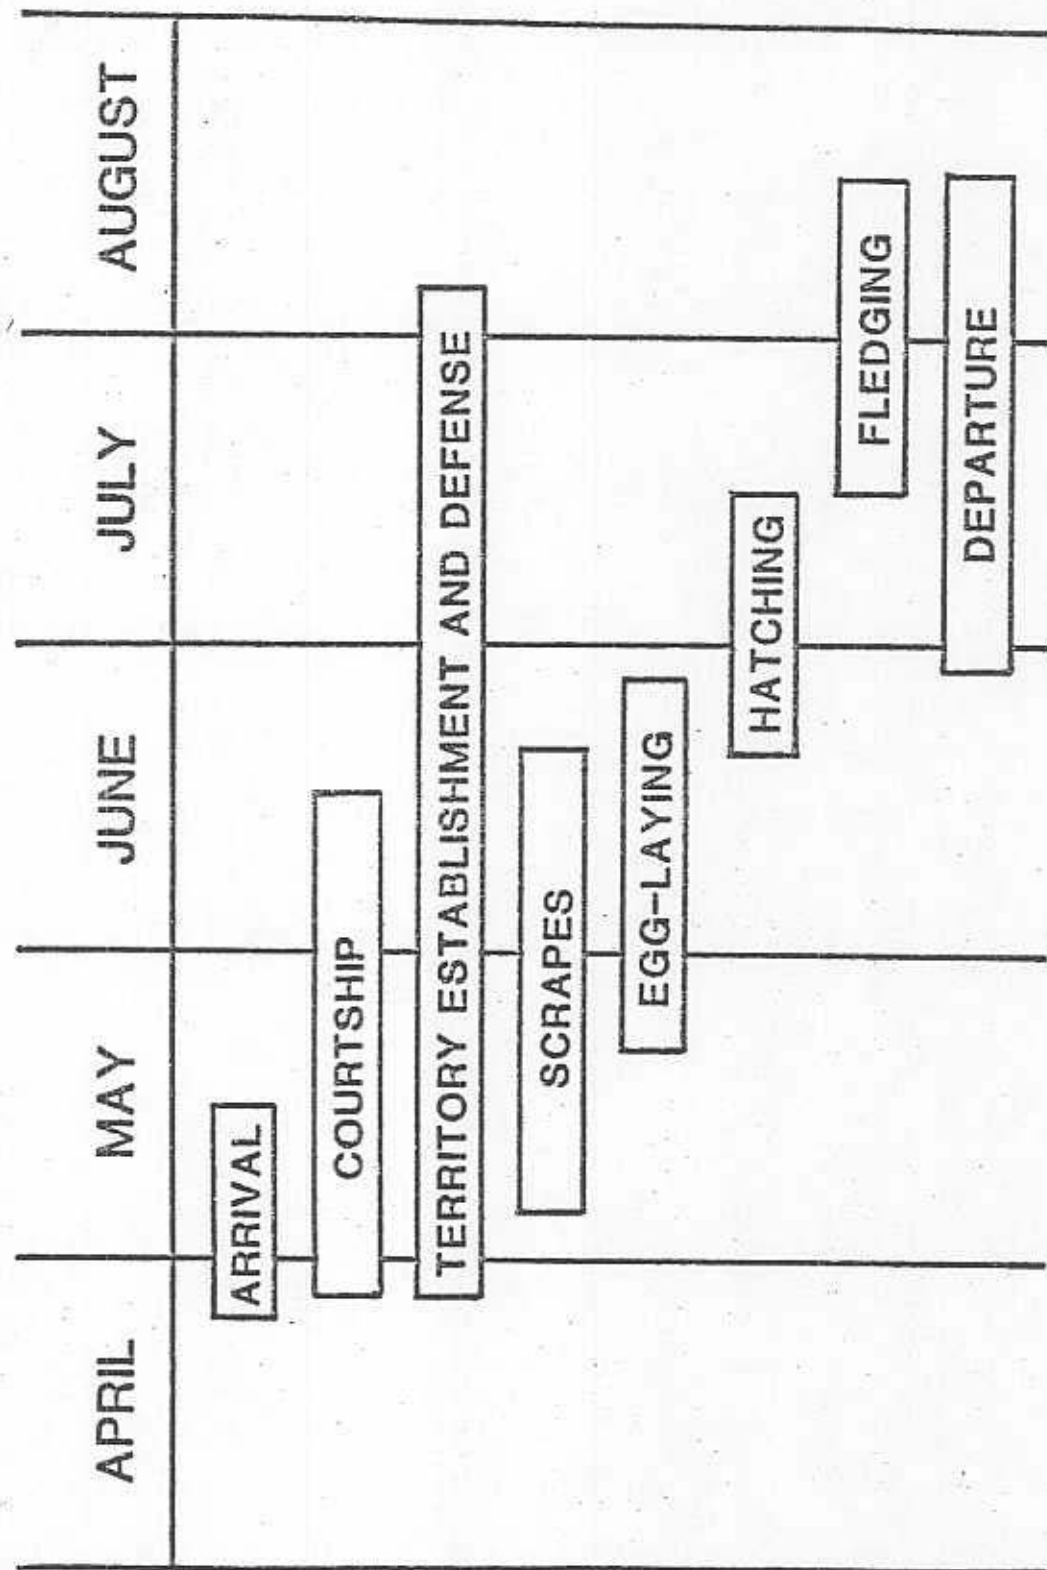 APRIL
MAY
JUNE
JULY
AUGUST
ARRIVAL
COURTSHIP
TERRITORY ESTABLISHMENT AND DEFENSE
SCRAPES
EGG-LAYING
HATCHING
FLEDGING
DEPARTURE